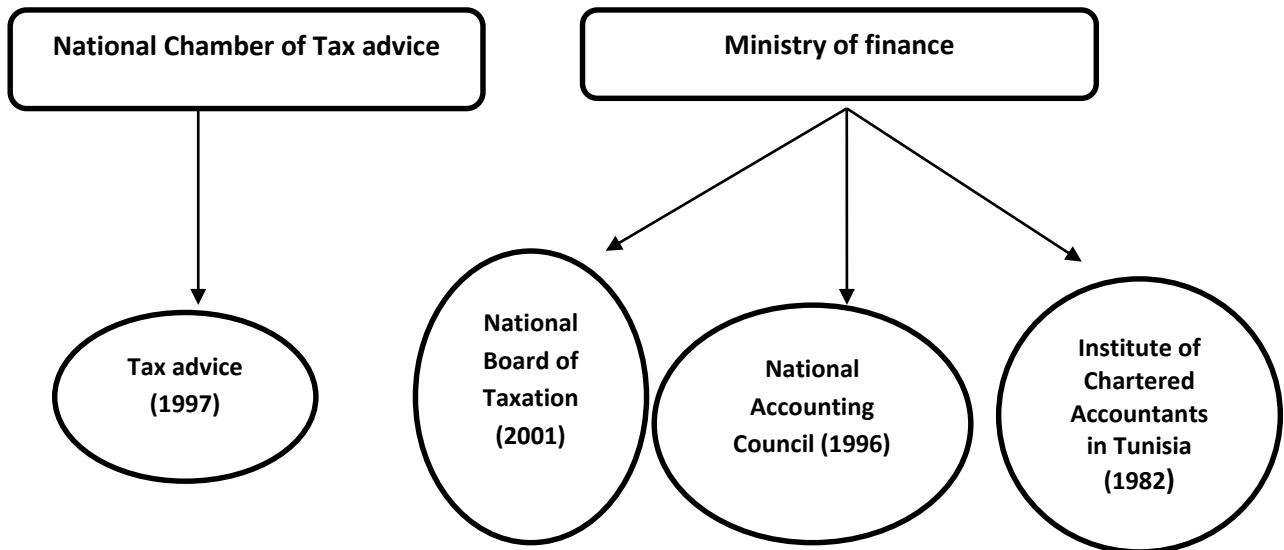 National Chamber of Tax advice
Ministry of finance
Tax advice
(1997)
National
Board of
Taxation
(2001)
National
Accounting
Council (1996)
Institute of
Chartered
Accountants
in Tunisia
(1982)